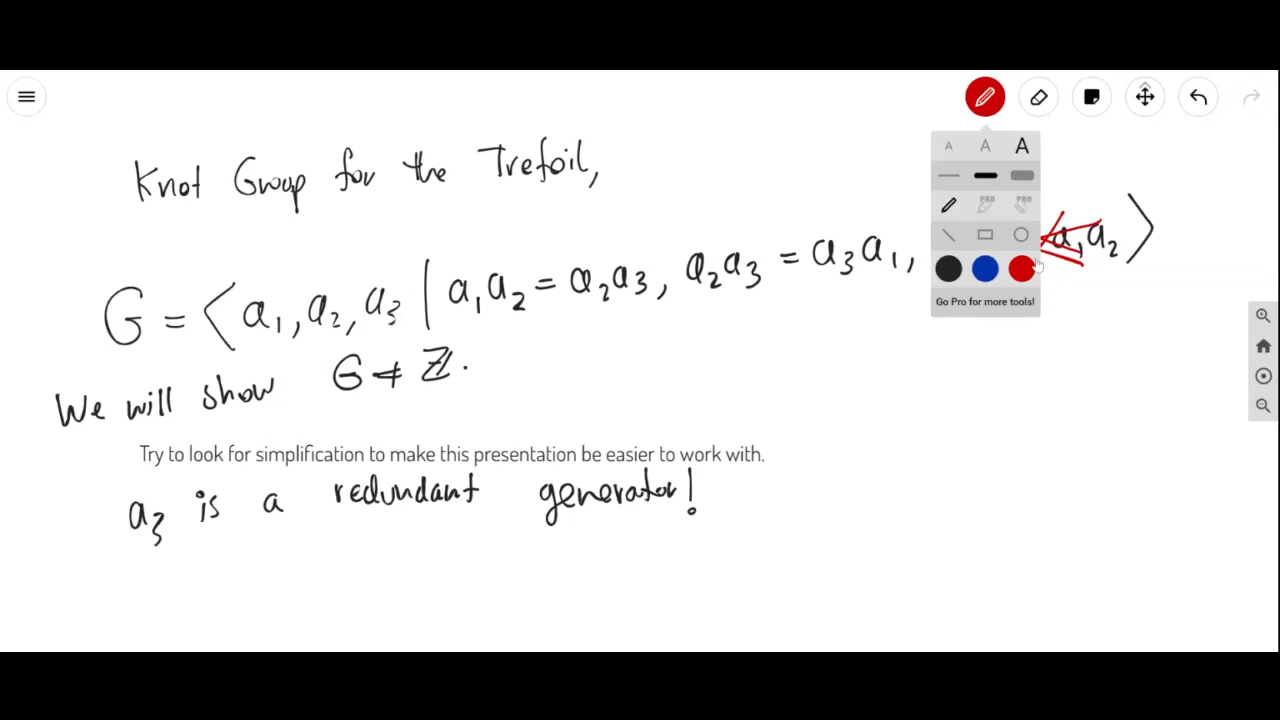 Knot Group for the Trefoil,
A A A
PRO PRO
G = ⟨ a₁, a₂, a₃ | a₁a₂ = a₂a₃, a₂a₃ = a₃a₁, a₁a₂ ⟩
Go Pro for more tools!
We will show G ≠ ℤ.
Try to look for simplification to make this presentation be easier to work with.
a₃ is a redundant generator!